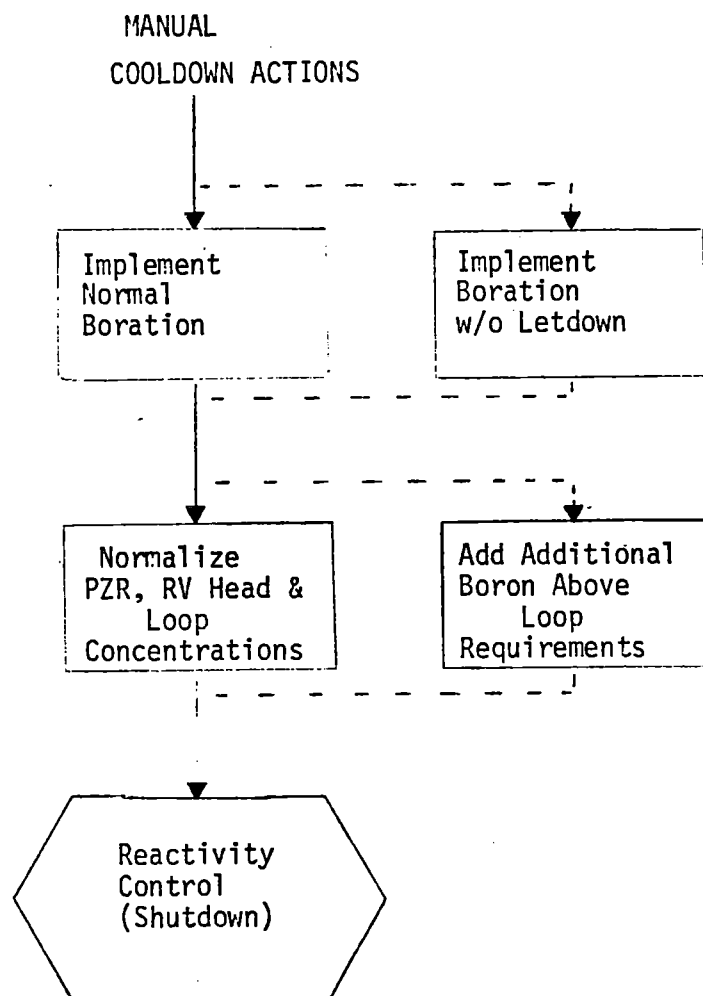 MANUAL
COOLDOWN ACTIONS
Implement
Normal
Boration
Implement
Boration
w/o Letdown
Normalize
PZR, RV Head &
Loop
Concentrations
Add Additional
Boron Above
Loop
Requirements
Reactivity
Control
(Shutdown)